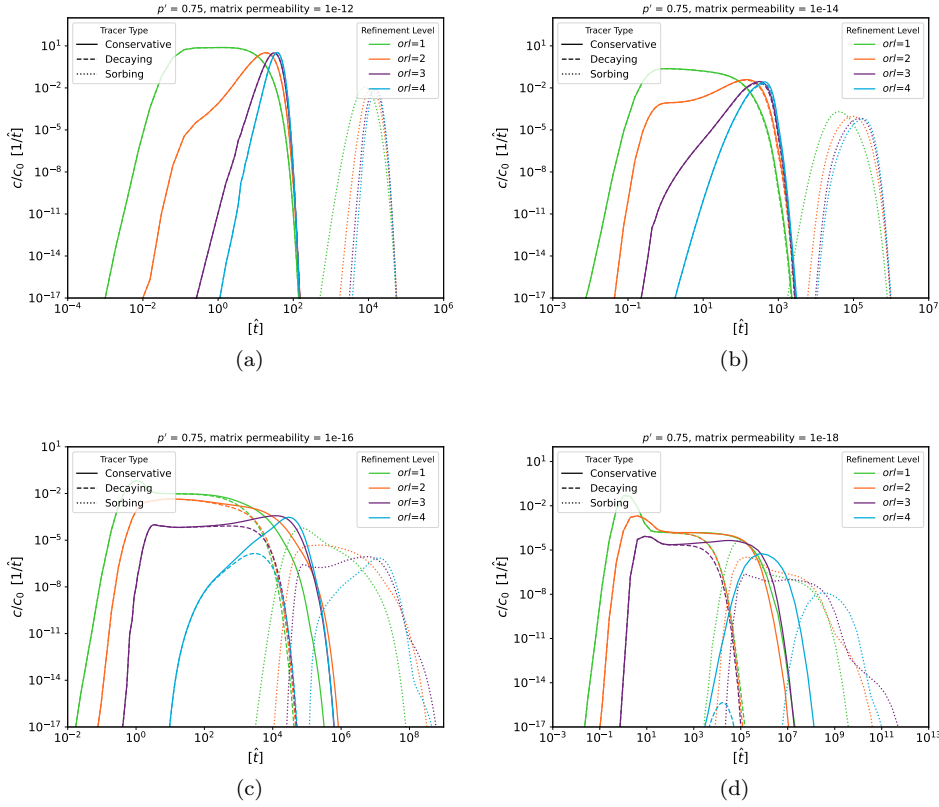 p′ = 0.75, matrix permeability = 1e-12
Tracer Type
Conservative
Decaying
Sorbing
Refinement Level
orl=1
orl=2
orl=3
orl=4
10^1
10^-2
10^-5
10^-8
10^-11
10^-14
10^-17
c/c_0 [1/t̂]
10^-4
10^-2
10^0
10^2
10^4
10^6
[t̂]
(a)
p′ = 0.75, matrix permeability = 1e-14
Tracer Type
Conservative
Decaying
Sorbing
Refinement Level
orl=1
orl=2
orl=3
orl=4
10^1
10^-2
10^-5
10^-8
10^-11
10^-14
10^-17
c/c_0 [1/t̂]
10^-3
10^-1
10^1
10^3
10^5
10^7
[t̂]
(b)
p′ = 0.75, matrix permeability = 1e-16
Tracer Type
Conservative
Decaying
Sorbing
Refinement Level
orl=1
orl=2
orl=3
orl=4
10^1
10^-2
10^-5
10^-8
10^-11
10^-14
10^-17
c/c_0 [1/t̂]
10^-2
10^0
10^2
10^4
10^6
10^8
[t̂]
(c)
p′ = 0.75, matrix permeability = 1e-18
Tracer Type
Conservative
Decaying
Sorbing
Refinement Level
orl=1
orl=2
orl=3
orl=4
10^1
10^-2
10^-5
10^-8
10^-11
10^-14
10^-17
c/c_0 [1/t̂]
10^-3
10^-1
10^1
10^3
10^5
10^7
10^9
10^11
10^13
[t̂]
(d)